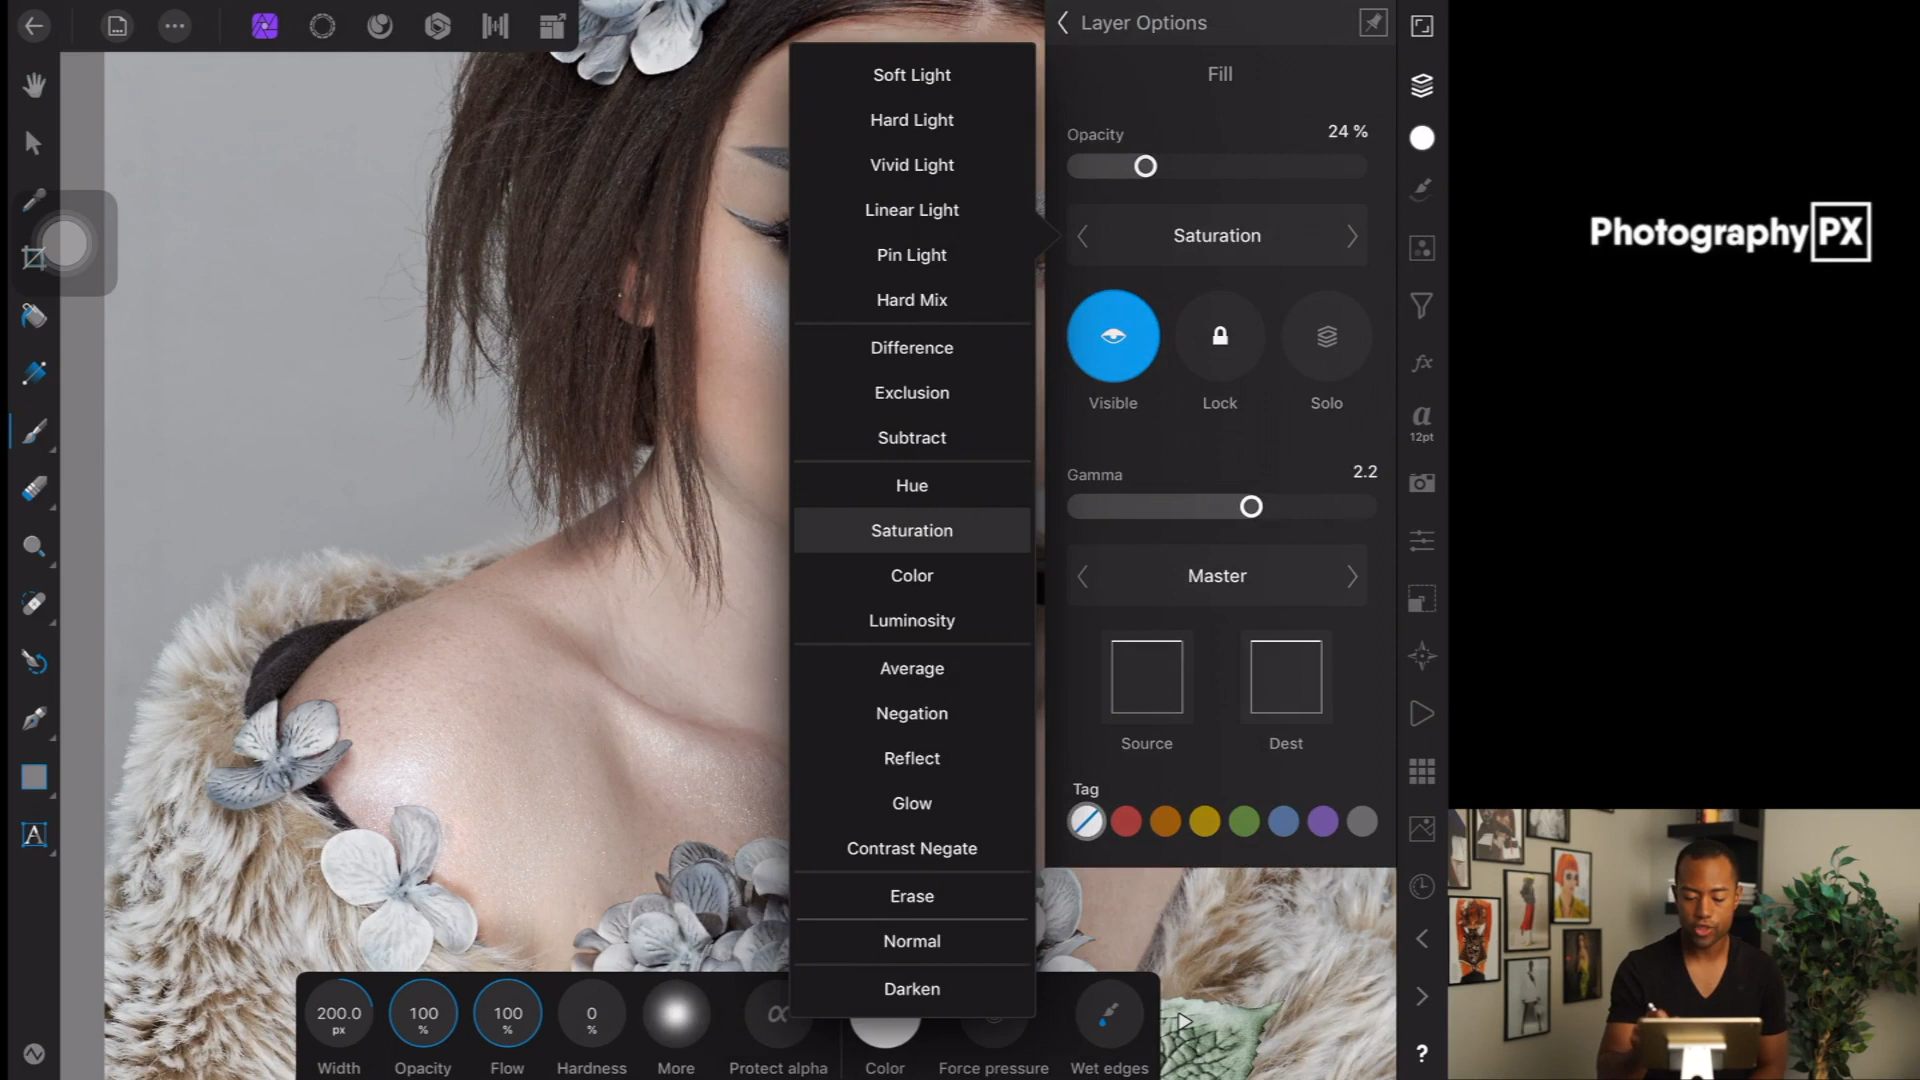 Layer Options
Fill
Opacity
24 %
Saturation
Visible
Lock
Solo
Gamma
2.2
Master
Source
Dest
Tag
Soft Light
Hard Light
Vivid Light
Linear Light
Pin Light
Hard Mix
Difference
Exclusion
Subtract
Hue
Saturation
Color
Luminosity
Average
Negation
Reflect
Glow
Contrast Negate
Erase
Normal
Darken
200.0
px
Width
100
%
Opacity
100
%
Flow
0
%
Hardness
More
α
Protect alpha
Color
Force pressure
Wet edges
A
fx
a
12pt
?
Photography PX